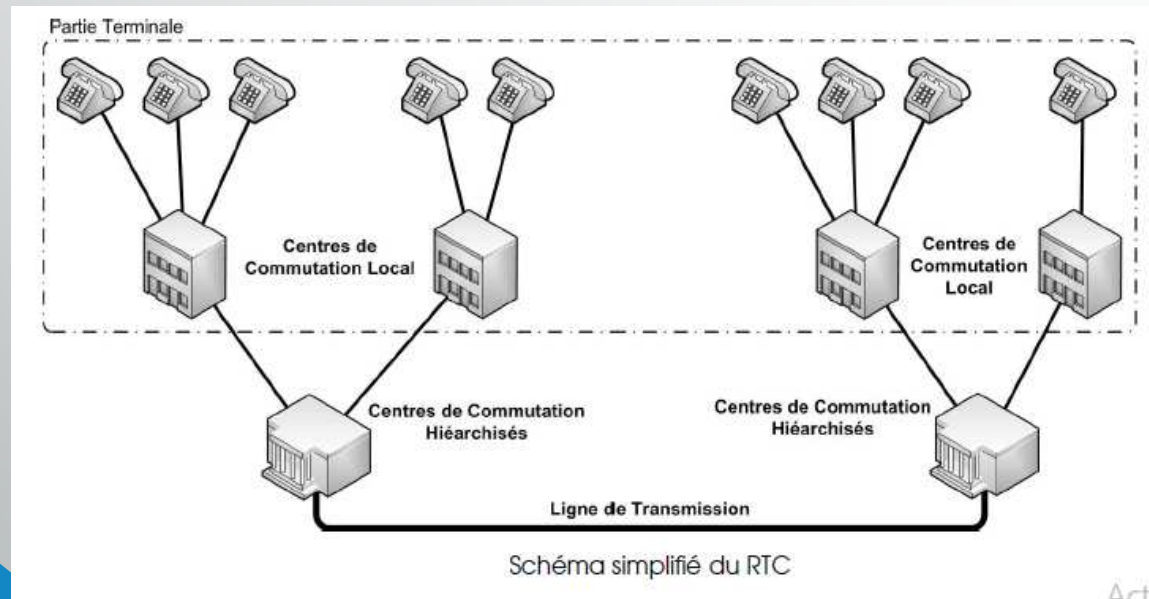 Partie Terminale
Centres de
Commutation Local
Centres de
Commutation
Local
Centres de Commutation
Hiéarchisés
Centres de Commutation
Hiéarchisés
Ligne de Transmission
Schéma simplifié du RTC
Act